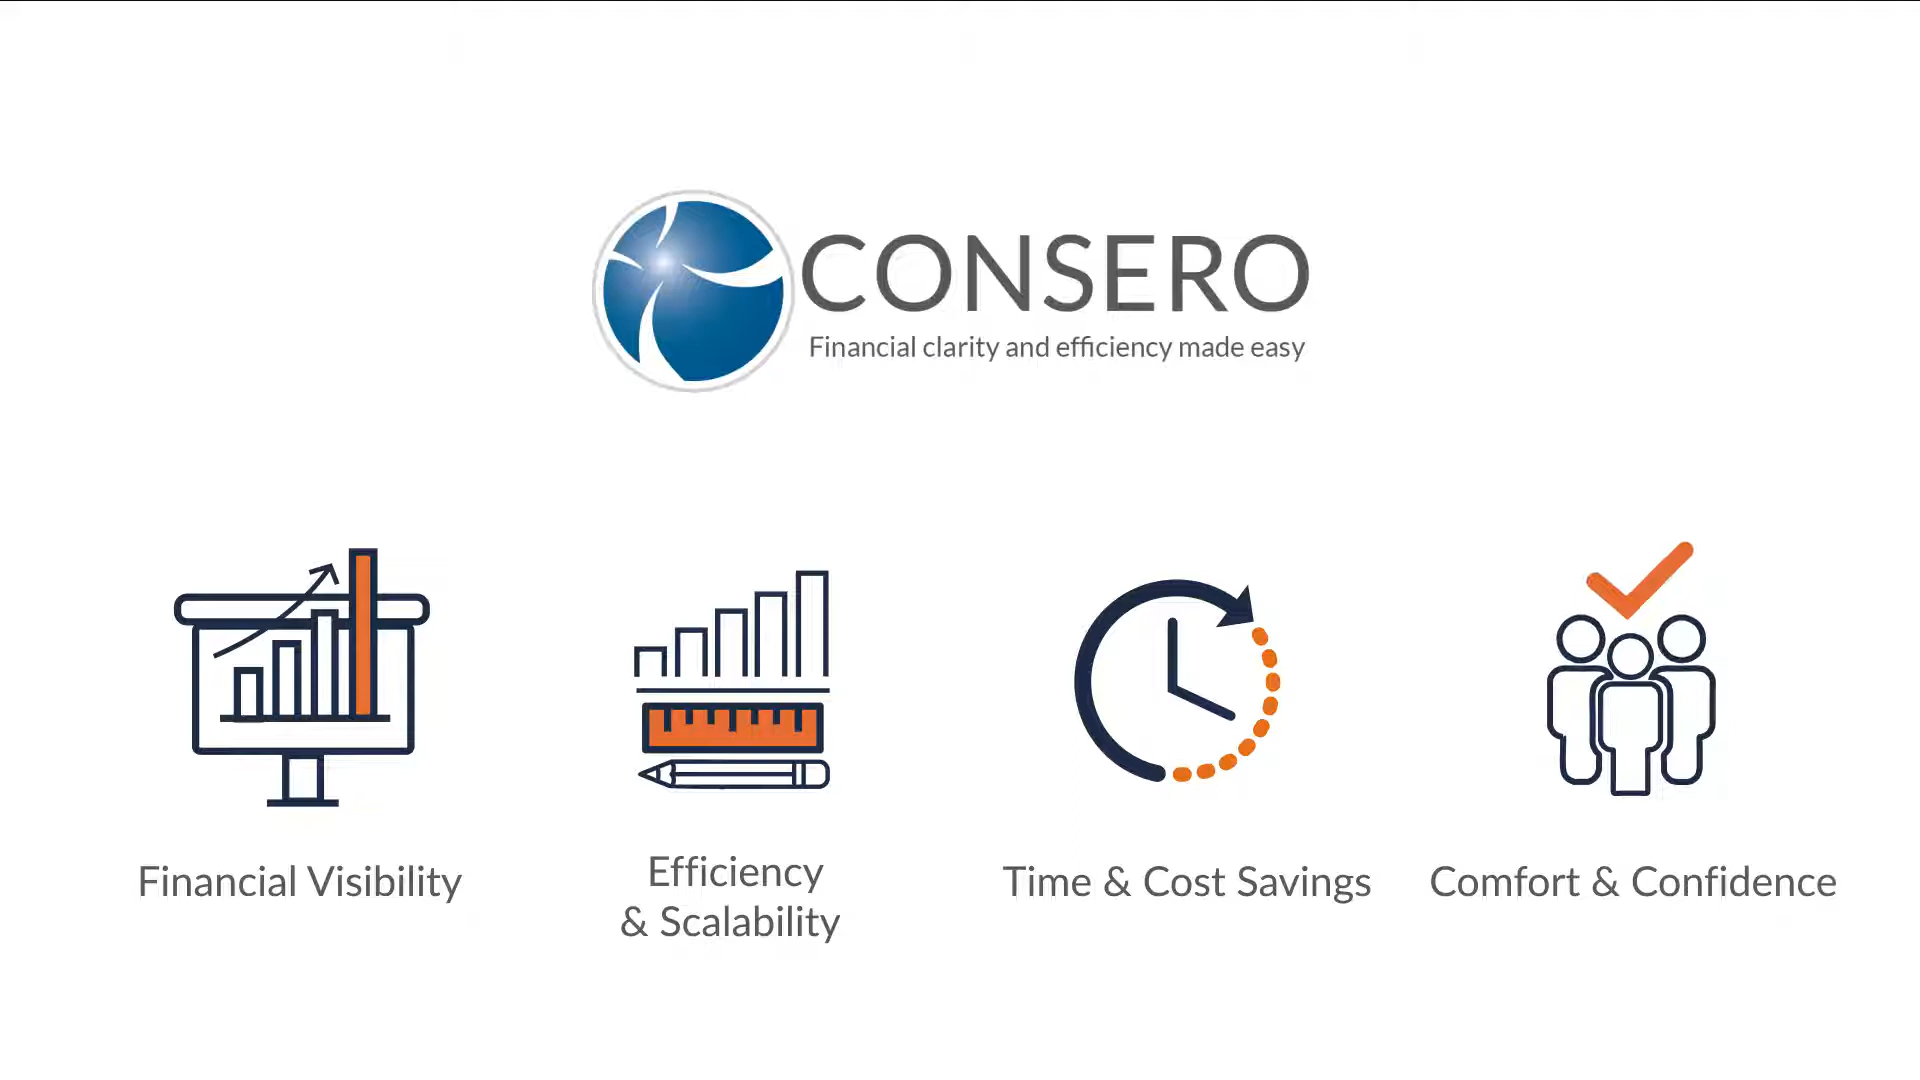 CONSERO
Financial clarity and efficiency made easy
Financial Visibility
Efficiency
& Scalability
Time & Cost Savings
Comfort & Confidence